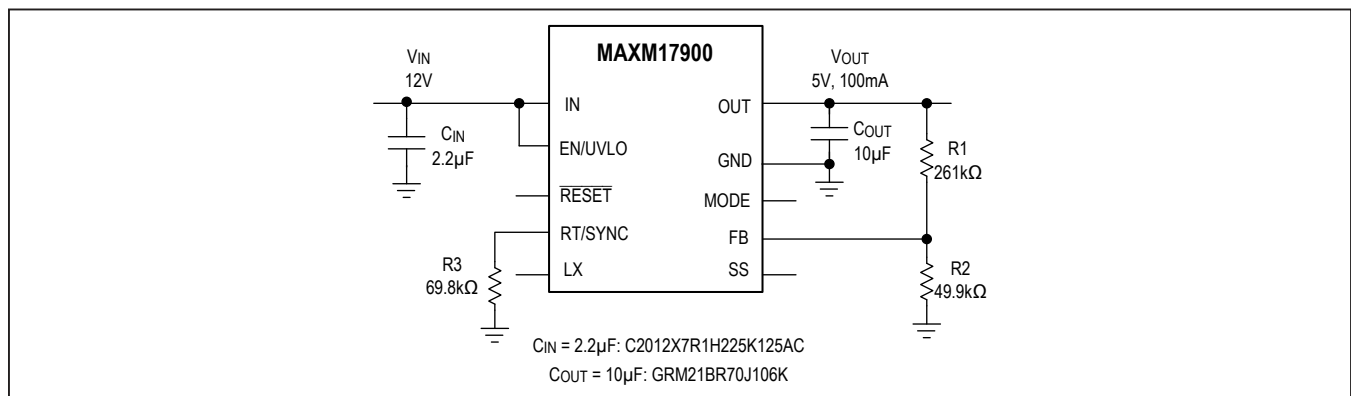 MAXM17900
VIN
12V
CIN
2.2µF
IN
EN/UVLO
RESET
RT/SYNC
LX
R3
69.8kΩ
OUT
GND
MODE
FB
SS
VOUT
5V, 100mA
COUT
10µF
R1
261kΩ
R2
49.9kΩ
CIN = 2.2µF: C2012X7R1H225K125AC
COUT = 10µF: GRM21BR70J106K